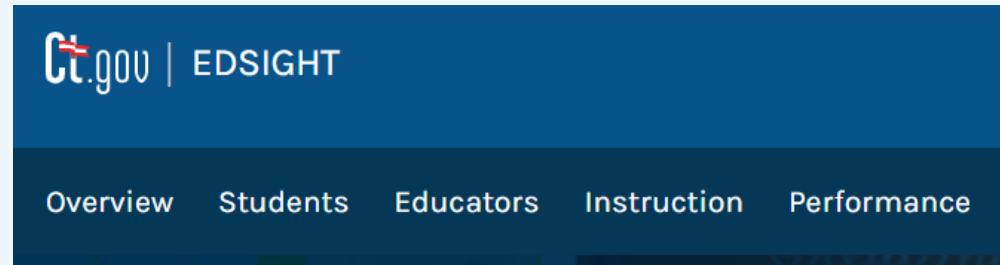 Ct.gov | EDSIGHT
Overview Students Educators Instruction Performance